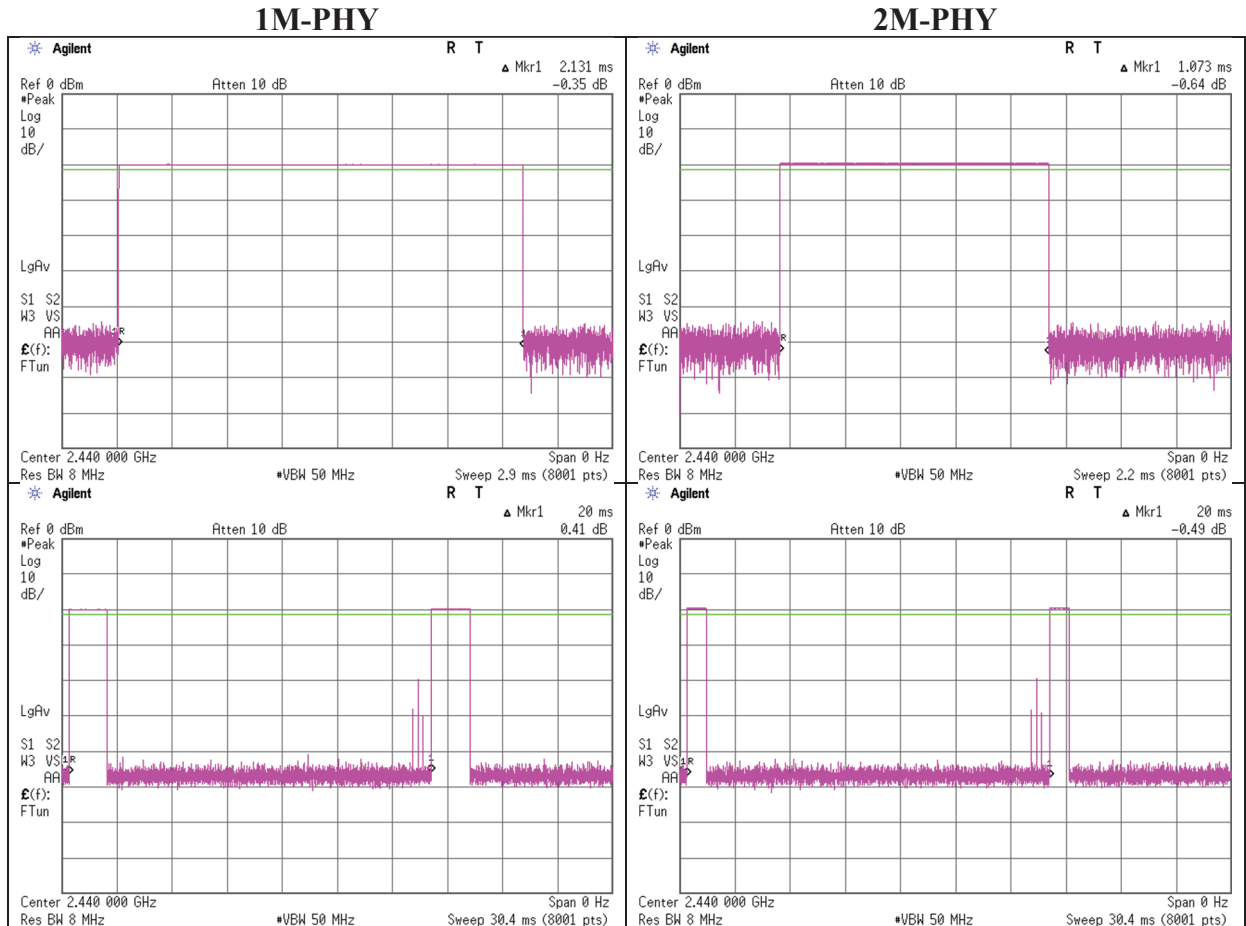 1M-PHY
2M-PHY
Agilent
R T
Δ Mkr1 2.131 ms
Ref 0 dBm
Atten 10 dB
-0.35 dB
#Peak
Log
10
dB/
LgAv
S1 S2
W3 VS
AA
£(f):
FTun
1R
1
Center 2.440 000 GHz
Span 0 Hz
Res BW 8 MHz
#VBW 50 MHz
Sweep 2.9 ms (8001 pts)
Agilent
R T
Δ Mkr1 1.073 ms
Ref 0 dBm
Atten 10 dB
-0.64 dB
#Peak
Log
10
dB/
LgAv
S1 S2
W3 VS
AA
£(f):
FTun
R
1
Center 2.440 000 GHz
Span 0 Hz
Res BW 8 MHz
#VBW 50 MHz
Sweep 2.2 ms (8001 pts)
Agilent
R T
Δ Mkr1 20 ms
Ref 0 dBm
Atten 10 dB
0.41 dB
#Peak
Log
10
dB/
LgAv
S1 S2
W3 VS
AA
£(f):
FTun
1R
1
Center 2.440 000 GHz
Span 0 Hz
Res BW 8 MHz
#VBW 50 MHz
Sweep 30.4 ms (8001 pts)
Agilent
R T
Δ Mkr1 20 ms
Ref 0 dBm
Atten 10 dB
-0.49 dB
#Peak
Log
10
dB/
LgAv
S1 S2
W3 VS
AA
£(f):
FTun
1R
1
Center 2.440 000 GHz
Span 0 Hz
Res BW 8 MHz
#VBW 50 MHz
Sweep 30.4 ms (8001 pts)